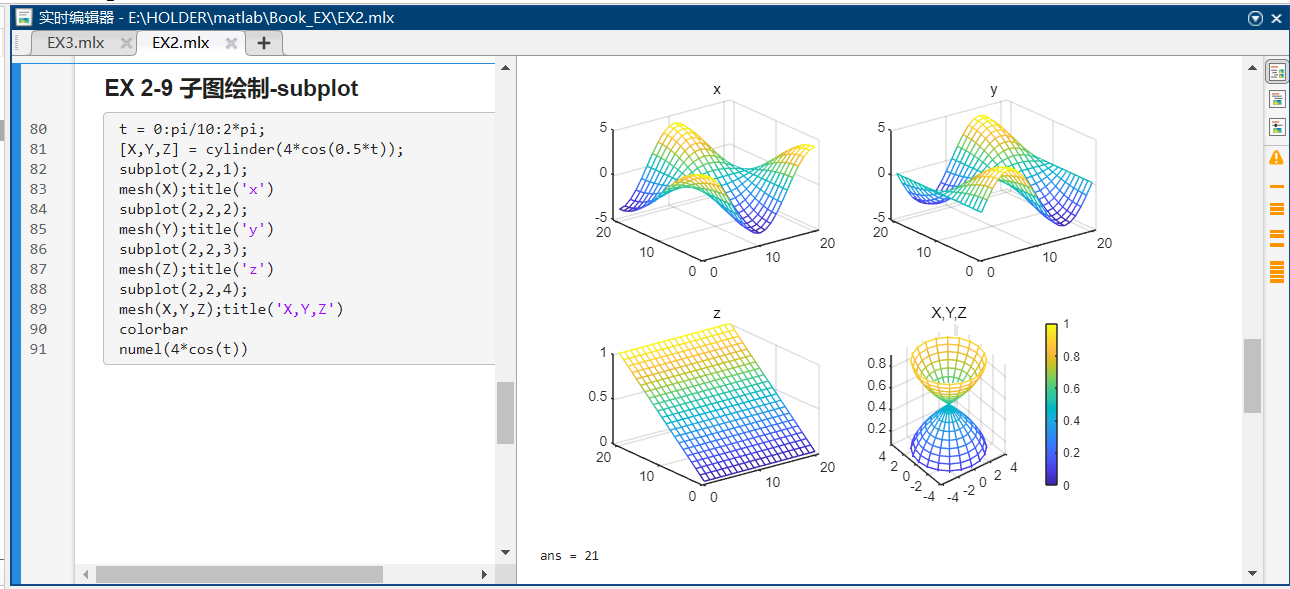 实时编辑器 - E:\HOLDER\matlab\Book_EX\EX2.mlx
EX3.mlx
EX2.mlx
EX 2-9 子图绘制-subplot
80 t = 0:pi/10:2*pi;
81 [X,Y,Z] = cylinder(4*cos(0.5*t));
82 subplot(2,2,1);
83 mesh(X);title('x')
84 subplot(2,2,2);
85 mesh(Y);title('y')
86 subplot(2,2,3);
87 mesh(Z);title('z')
88 subplot(2,2,4);
89 mesh(X,Y,Z);title('X,Y,Z')
90 colorbar
91 numel(4*cos(t))
x
5
0
-5
20
10
0
0
10
20
y
5
0
-5
20
10
0
0
10
20
z
1
0.5
0
20
10
0
0
10
20
X,Y,Z
0.8
0.6
0.4
0.2
4
2
0
-2
-4
-4
-2
0
2
4
1
0.8
0.6
0.4
0.2
0
ans = 21